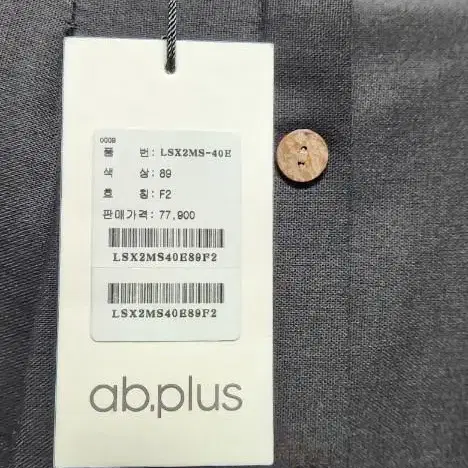 0009
품 번: LSX2MS-40E
색 상: 89
호 칭: F2
판매가격: 77,900
LSX2MS40E89F2
LSX2MS40E89F2
ab.plus